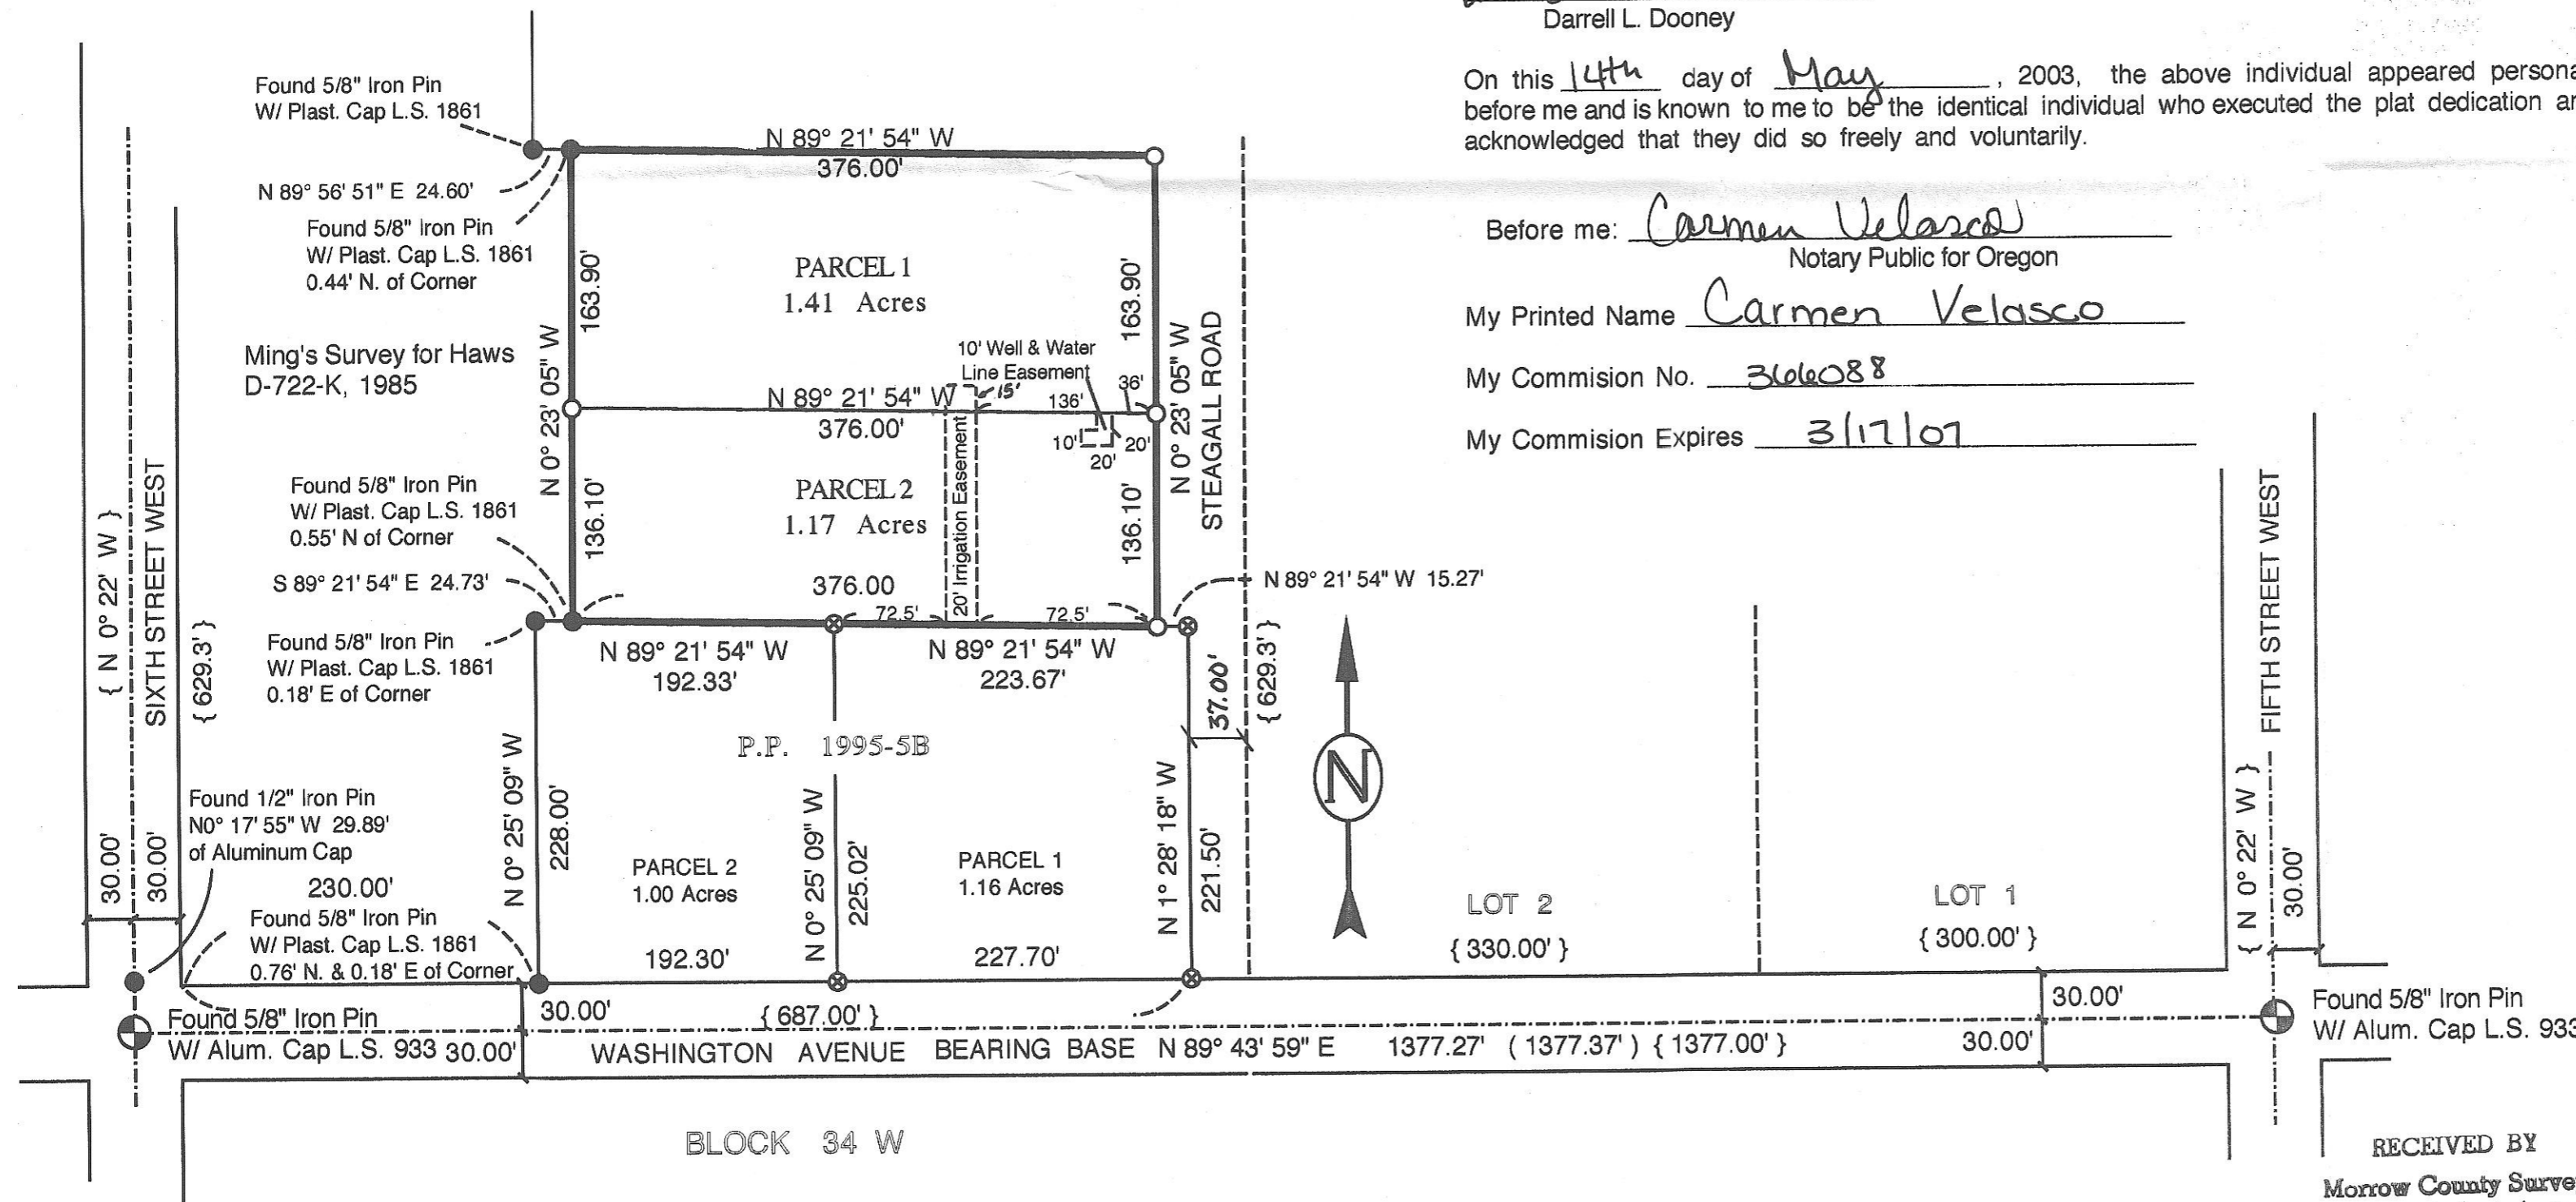 Darrell L. Dooney
On this 14th day of May, 2003, the above individual appeared
before me and is known to me to be the identical individual who executed the plat dedication
acknowledged that they did so freely and voluntarily.
Before me: Carmen Velasco
Notary Public for Oregon
My Printed Name Carmen Velasco
My Commision No. 366088
My Commision Expires 3/17/07
Found 5/8" Iron Pin
W/ Plast. Cap L.S. 1861
N 89° 56' 51" E 24.60'
Found 5/8" Iron Pin
W/ Plast. Cap L.S. 1861
0.44' N. of Corner
Ming's Survey for Haws
D-722-K, 1985
N 89° 21' 54" W
376.00'
163.90'
PARCEL 1
1.41 Acres
163.90'
N 0° 23' 05" W
10' Well & Water
Line Easement
N 89° 21' 54" W
376.00'
15'
136'
36'
10'
20'
20'
N 0° 23' 05" W
STEAGALL ROAD
136.10'
PARCEL 2
1.17 Acres
20' Irrigation Easement
136.10'
376.00
72.5'
72.5'
N 89° 21' 54" W 15.27'
Found 5/8" Iron Pin
W/ Plast. Cap L.S. 1861
0.55' N of Corner
S 89° 21' 54" E 24.73'
Found 5/8" Iron Pin
W/ Plast. Cap L.S. 1861
0.18' E of Corner
N 89° 21' 54" W
192.33'
N 89° 21' 54" W
223.67'
37.00'
{ 629.3' }
{ N 0° 22' W }
SIXTH STREET WEST
{ 629.3' }
30.00'
30.00'
P.P. 1995-5B
N 0° 25' 09" W
228.00'
PARCEL 2
1.00 Acres
N 0° 25' 09" W
225.02'
PARCEL 1
1.16 Acres
N 1° 28' 18" W
221.50'
192.30'
227.70'
Found 1/2" Iron Pin
N0° 17' 55" W 29.89'
of Aluminum Cap
230.00'
Found 5/8" Iron Pin
W/ Plast. Cap L.S. 1861
0.76' N. & 0.18' E of Corner
N
LOT 2
{ 330.00' }
LOT 1
{ 300.00' }
{ N 0° 22' W }
FIFTH STREET WEST
30.00'
Found 5/8" Iron Pin
W/ Alum. Cap L.S. 933
30.00'
30.00'
{ 687.00' }
WASHINGTON AVENUE BEARING BASE N 89° 43' 59" E 1377.27' ( 1377.37' ) { 1377.00' }
30.00'
30.00'
Found 5/8" Iron Pin
W/ Alum. Cap L.S. 933
BLOCK 34 W
RECEIVED BY
Morrow County